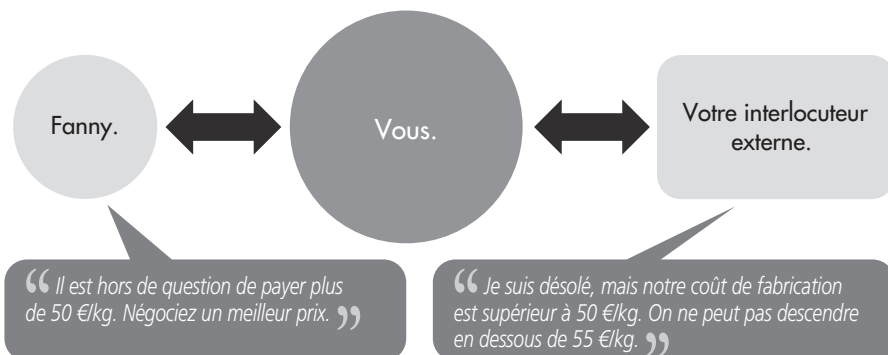 Fanny.
Vous.
Votre interlocuteur
externe.
“ Il est hors de question de payer plus
de 50 €/kg. Négociez un meilleur prix. ”
“ Je suis désolé, mais notre coût de fabrication
est supérieur à 50 €/kg. On ne peut pas descendre
en dessous de 55 €/kg. ”